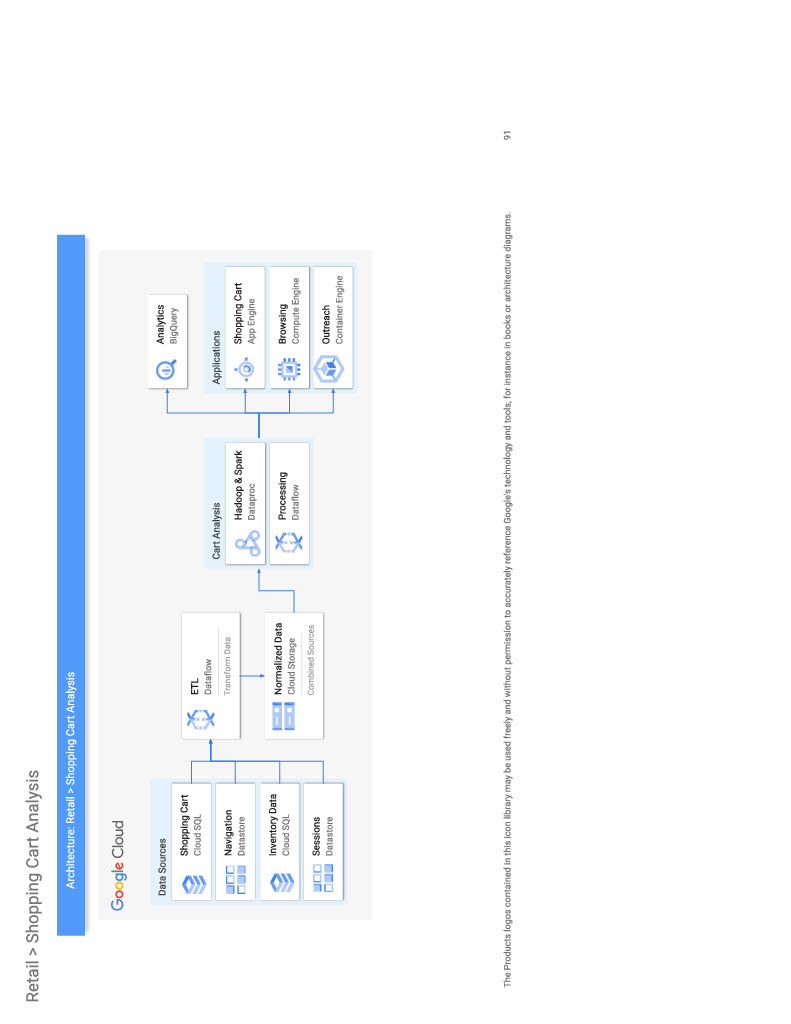 Retail > Shopping Cart Analysis
Architecture: Retail > Shopping Cart Analysis
Google Cloud
Data Sources
Shopping Cart
Cloud SQL
Navigation
Datastore
Inventory Data
Cloud SQL
Sessions
Datastore
ETL
Dataflow
Transform Data
Normalized Data
Cloud Storage
Combined Sources
Cart Analysis
Hadoop & Spark
Dataproc
Processing
Dataflow
Analytics
BigQuery
Applications
Shopping Cart
App Engine
Browsing
Compute Engine
Outreach
Container Engine
The Products logos contained in this icon library may be used freely and without permission to accurately reference Google's technology and tools, for instance in books or architecture diagrams.
91